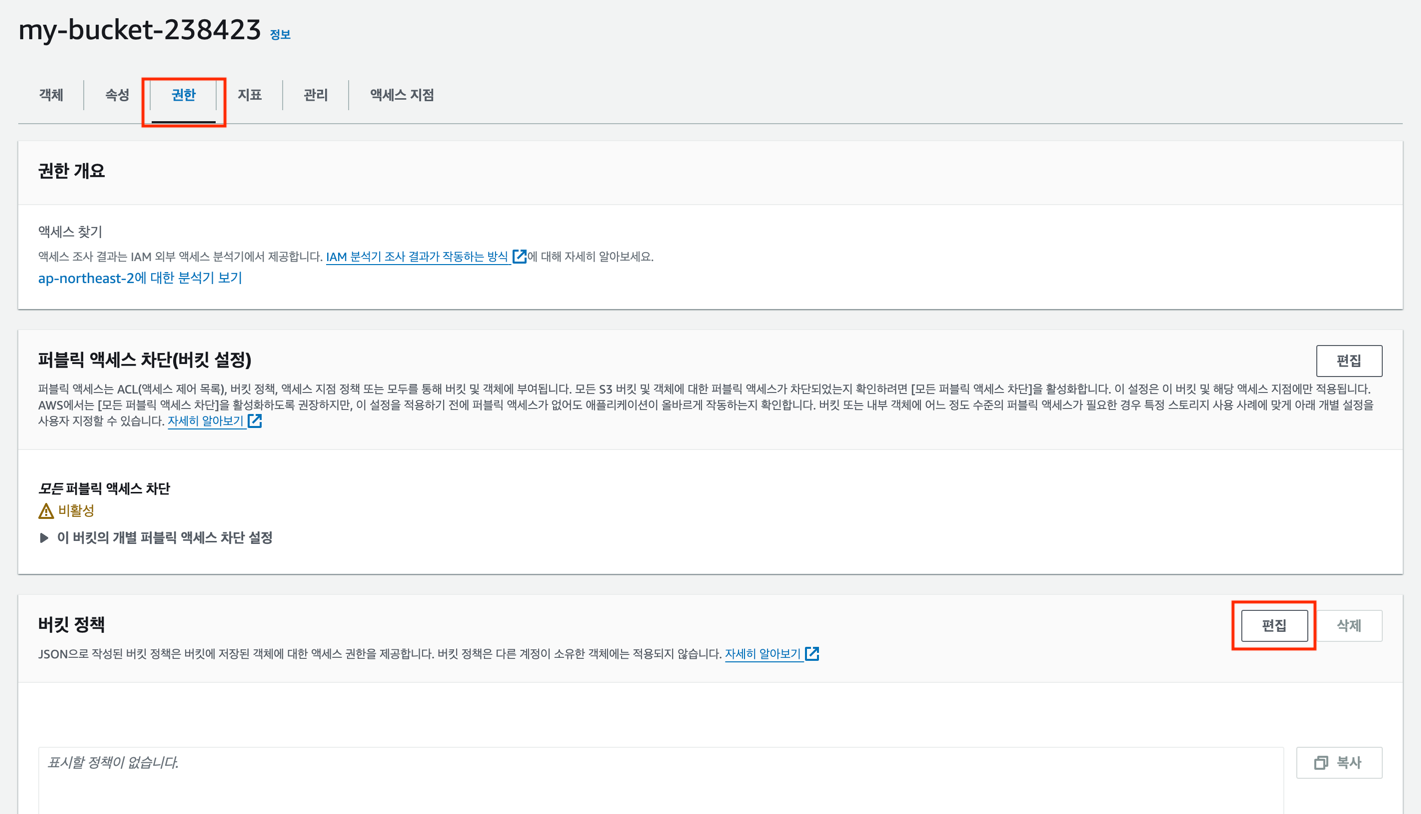 my-bucket-238423 정보
객체 속성 권한 지표 관리 액세스 지점
권한 개요
액세스 찾기
액세스 조사 결과는 IAM 외부 액세스 분석기에서 제공합니다. IAM 분석기 조사 결과가 작동하는 방식에 대해 자세히 알아보세요.
ap-northeast-2에 대한 분석기 보기
퍼블릭 액세스 차단(버킷 설정) 편집
퍼블릭 액세스는 ACL(액세스 제어 목록), 버킷 정책, 액세스 지점 정책 또는 모두를 통해 버킷 및 객체에 부여됩니다. 모든 S3 버킷 및 객체에 대한 퍼블릭 액세스가 차단되었는지 확인하려면 [모든 퍼블릭 액세스 차단]을 활성화합니다. 이 설정은 이 버킷 및 해당 액세스 지점에만 적용됩니다.
AWS에서는 [모든 퍼블릭 액세스 차단]을 활성화하도록 권장하지만, 이 설정을 적용하기 전에 퍼블릭 액세스가 없어도 애플리케이션이 올바르게 작동하는지 확인합니다. 버킷 또는 내부 객체에 어느 정도 수준의 퍼블릭 액세스가 필요한 경우 특정 스토리지 사용 사례에 맞게 아래 개별 설정을
사용자 지정할 수 있습니다. 자세히 알아보기
모든 퍼블릭 액세스 차단
비활성
이 버킷의 개별 퍼블릭 액세스 차단 설정
버킷 정책 편집 삭제
JSON으로 작성된 버킷 정책은 버킷에 저장된 객체에 대한 액세스 권한을 제공합니다. 버킷 정책은 다른 계정이 소유한 객체에는 적용되지 않습니다. 자세히 알아보기
표시할 정책이 없습니다. 복사